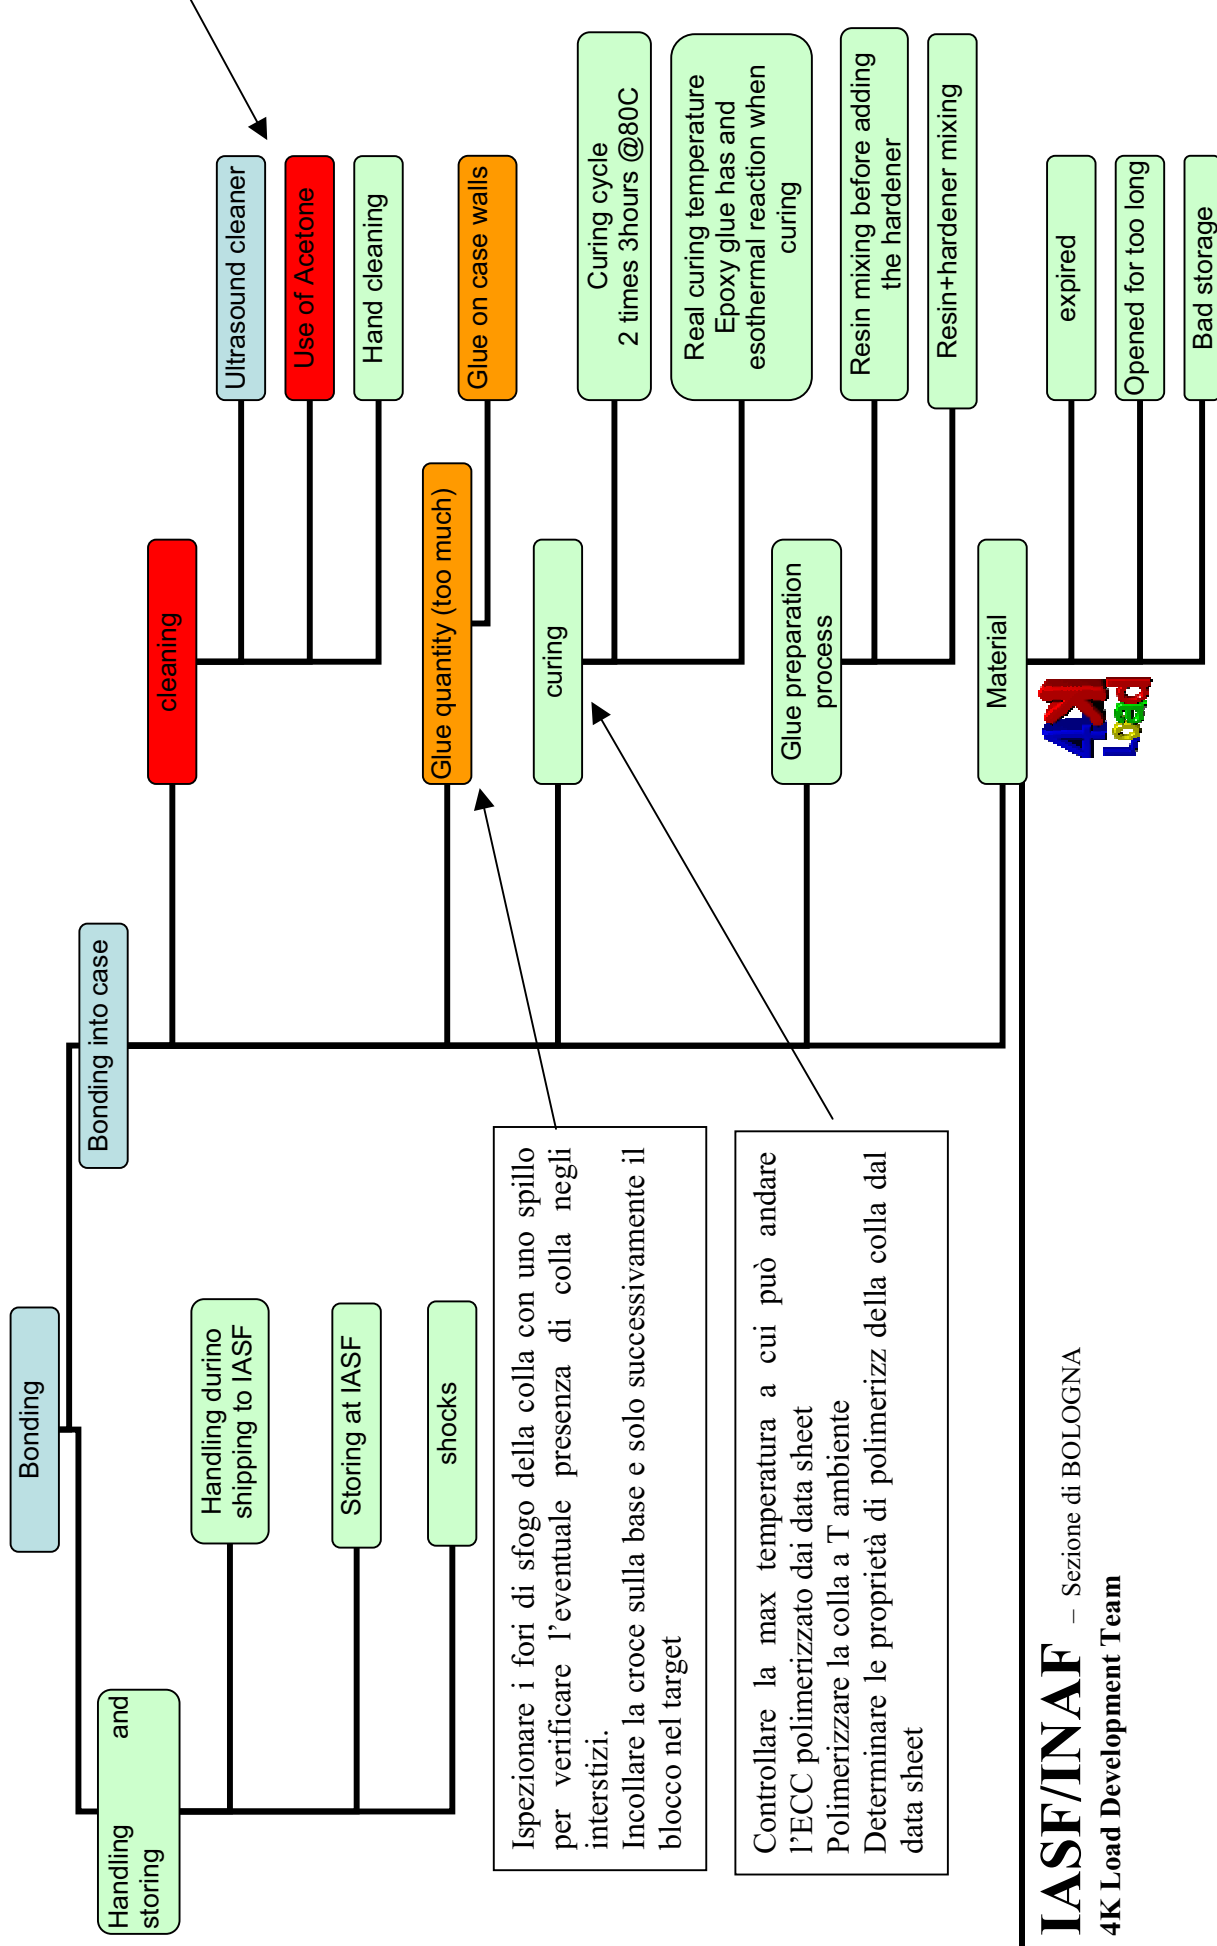 Bonding
Handling and
storing
Handling durino
shipping to IASF
Storing at IASF
shocks
Bonding into case
cleaning
Ultrasound cleaner
Use of Acetone
Hand cleaning
Glue quantity (too much)
Glue on case walls
curing
Curing cycle
2 times 3hours @80C
Real curing temperature
Epoxy glue has and
esothermal reaction when
curing
Glue preparation
process
Resin mixing before adding
the hardener
Resin+hardener mixing
Material
expired
Opened for too long
Bad storage
Ispezionare i fori di sfogo della colla con uno spillo
per verificare l'eventuale presenza di colla negli
interstizi.
Incollare la croce sulla base e solo successivamente il
blocco nel target
Controllare la max temperatura a cui può andare
l'ECC polimerizzato dai data sheet
Polimerizzare la colla a T ambiente
Determinare le proprietà di polimerizz della colla dal
data sheet
IASF/INAF – Sezione di BOLOGNA
4K Load Development Team
4K
Load